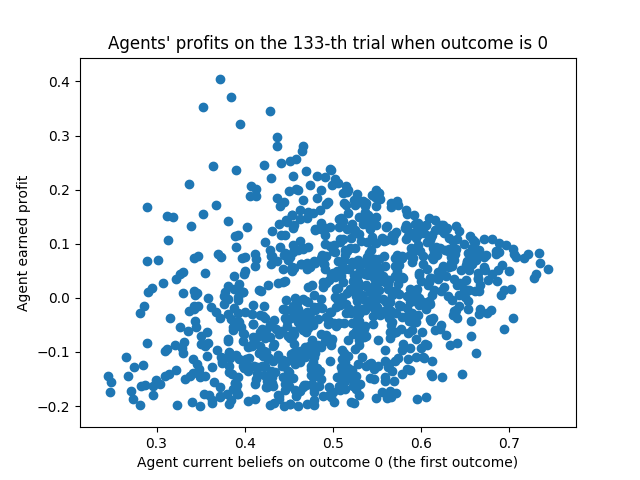 Agents' profits on the 133-th trial when outcome is 0
Agent earned profit
0.4
0.3
0.2
0.1
0.0
−0.1
−0.2
0.3 0.4 0.5 0.6 0.7
Agent current beliefs on outcome 0 (the first outcome)